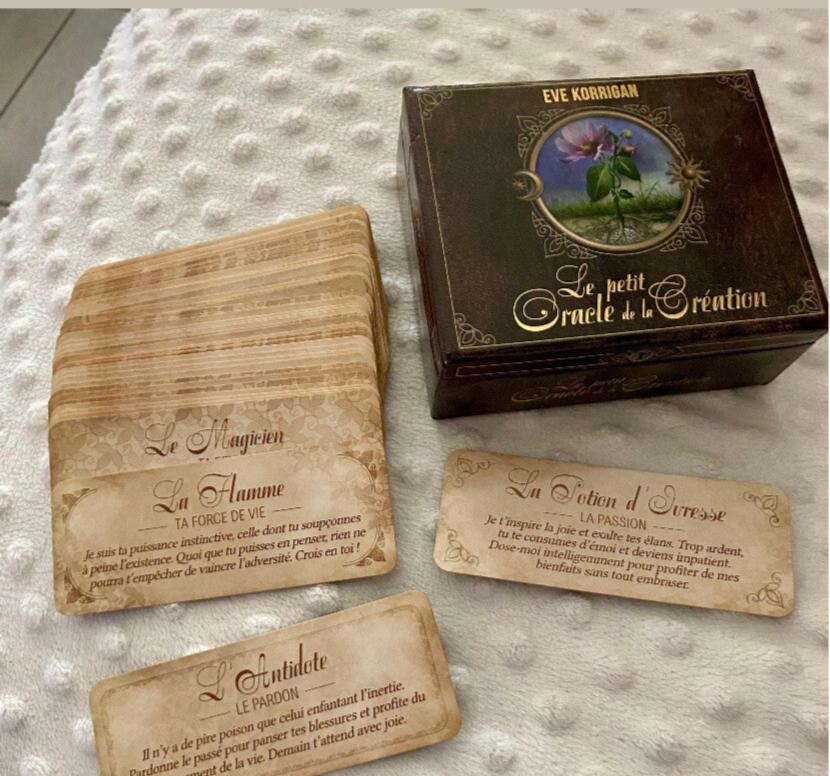 EVE KORRIGAN
Le petit
Oracle de la Création
Le Magicien
La Flamme
TA FORCE DE VIE
Je suis ta puissance instinctive, celle dont tu soupçonnes
à peine l'existence. Quoi que tu puisses en penser, rien ne
pourra t'empêcher de vaincre l'adversité. Crois en toi !
La Potion d'Ivresse
LA PASSION
Je t'inspire la joie et exalte tes élans. Trop ardent,
tu te consumes d'émoi et deviens impatient.
Dose-moi intelligemment pour profiter de mes
bienfaits sans tout embraser.
L'Antidote
LE PARDON
Il n'y a de pire poison que celui enfantant l'inertie.
Pardonne le passé pour panser tes blessures et profite du
de la vie. Demain t'attend avec joie.